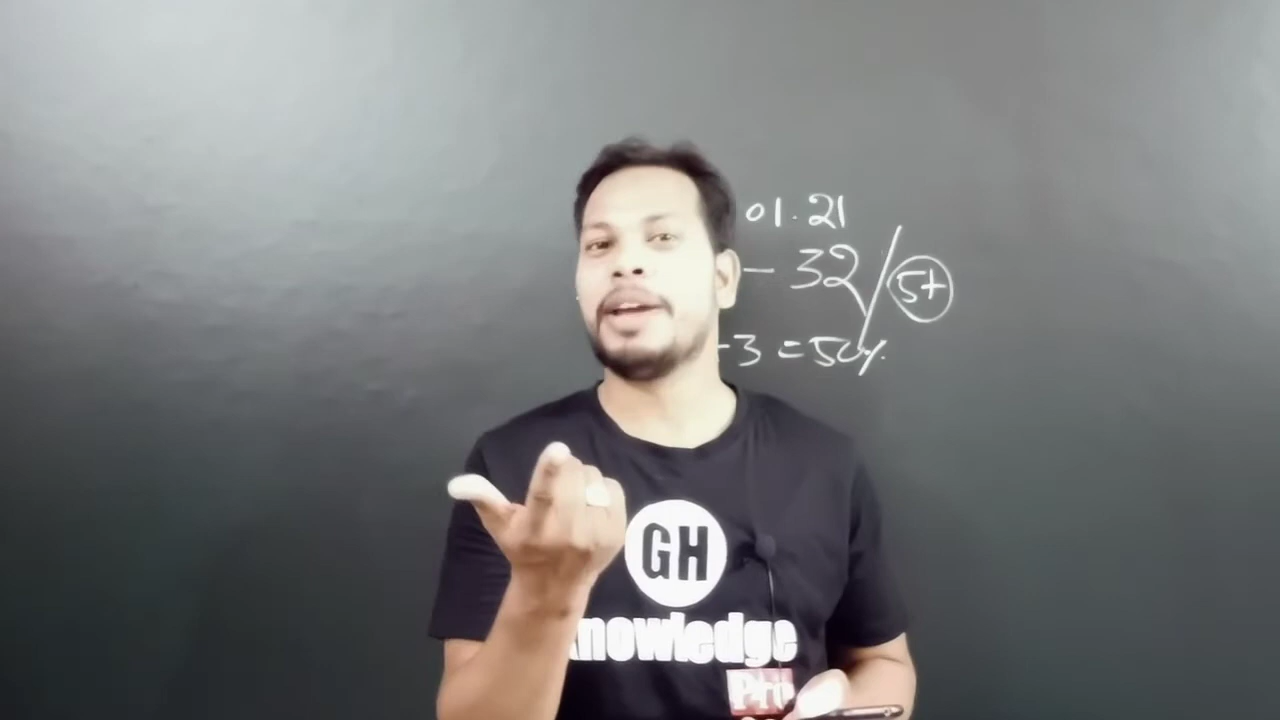 01.21
- 32/ 5+
-3 = 50%
GH
Knowledge
Pro